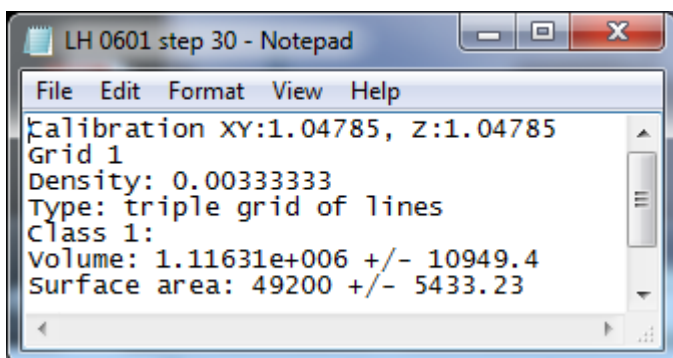 LH 0601 step 30 - Notepad
File Edit Format View Help
Calibration XY:1.04785, Z:1.04785
Grid 1
Density: 0.00333333
Type: triple grid of lines
Class 1:
Volume: 1.11631e+006 +/- 10949.4
Surface area: 49200 +/- 5433.23